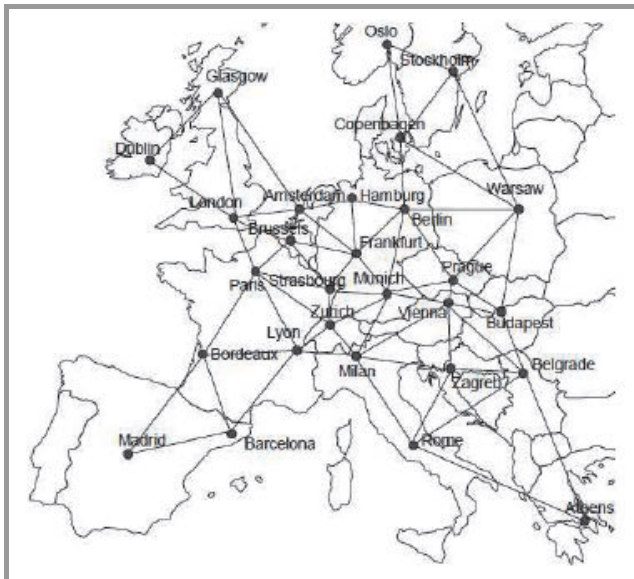 Oslo
Stockholm
Glasgow
Copenhagen
Dublin
Amsterdam
Hamburg
Warsaw
London
Berlin
Brussels
Frankfurt
Prague
Paris
Strasbourg
Munich
Zurich
Vienna
Budapest
Lyon
Bordeaux
Milan
Belgrade
Zagreb
Madrid
Barcelona
Rome
Athens